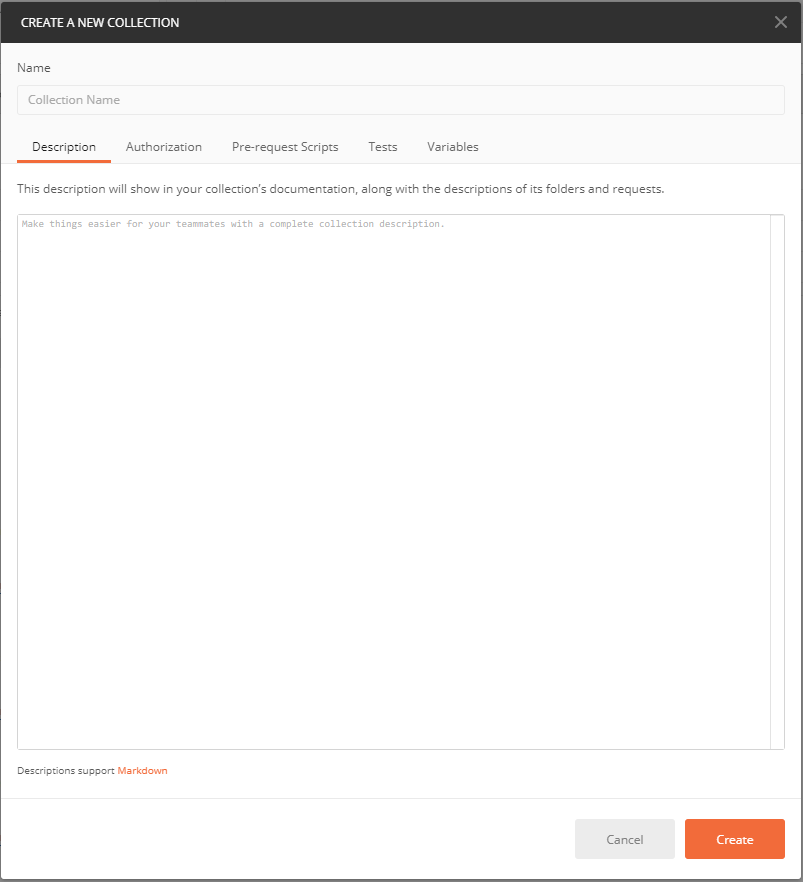 CREATE A NEW COLLECTION
Name
Collection Name
Description Authorization Pre-request Scripts Tests Variables
This description will show in your collection's documentation, along with the descriptions of its folders and requests.
Make things easier for your teammates with a complete collection description.
Descriptions support Markdown
Cancel Create